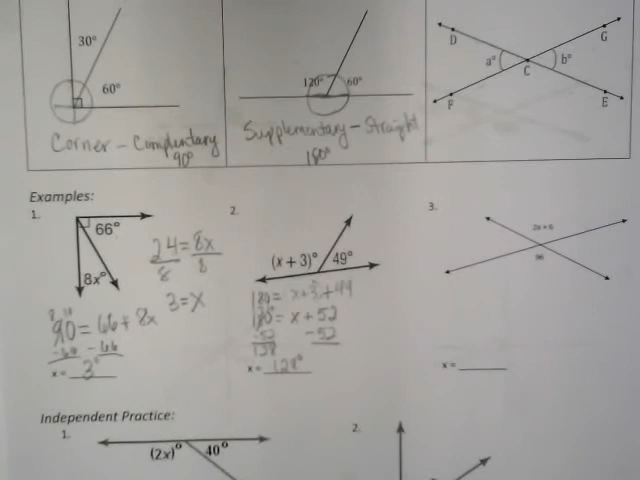 30°
60°
120°
60°
D
G
a°
b°
C
F
E
Corner – Complentary
90°
Supplementary – Straight
180°
Examples:
1.
66°
8x°
24 = 8x
8 8
3 = X
90 = 66 + 8x
-66 -66
x = 3°
2.
(x + 3)°
49°
180 = x+3+49
180 = x + 52
-52 -52
128
x = 128°
3.
x =
Independent Practice:
1.
(2x)°
40°
2.